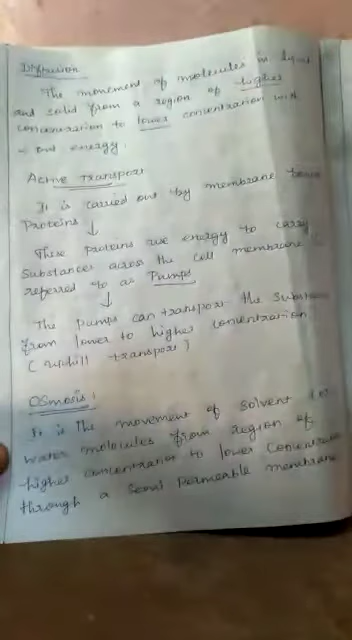 Diffusion
The movement of molecules in
and solid from a region of higher
concentration to lower concentration with
- out energy.
Active transport
It is carried out by membrane
Proteins ↓
These proteins use energy to carry
Substances across the cell membrane
referred to as Pumps
↓
The pumps can transport the
from lower to higher concentration
(uphill transport)
Osmosis:
It is the movement of solvent (or
water molecules from region of
higher concentration to lower concentration
through a semi Permeable membrane